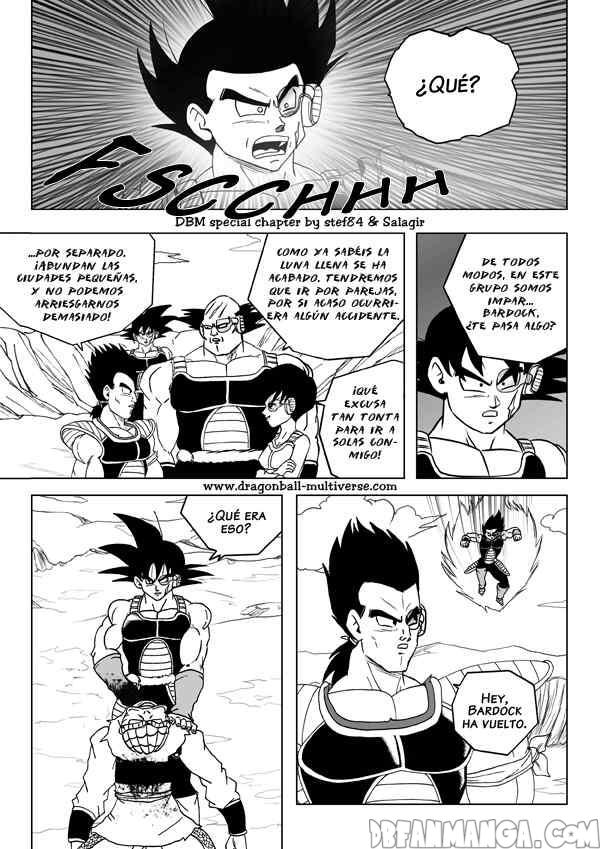 ¿QUÉ?
FSCCHHH
DBM special chapter by stef84 & Salagir
...POR SEPARADO.
¡ABUNDAN LAS
CIUDADES PEQUEÑAS,
Y NO PODEMOS
ARRIESGARNOS
DEMASIADO!
COMO YA SABÉIS LA
LUNA LLENA SE HA
ACABADO. TENDREMOS
QUE IR POR PAREJAS,
POR SI ACASO OCURRI-
ERA ALGÚN ACCIDENTE.
¡QUÉ
EXCUSA
TAN TONTA
PARA IR A
SOLAS CON-
MIGO!
DE TODOS
MODOS, EN ESTE
GRUPO SOMOS
IMPAR...
BARDOCK,
¿TE PASA ALGO?
www.dragonball-multiverse.com
¿QUÉ ERA
ESO?
HEY,
BARDOCK
HA VUELTO.
DBFANMANGA.COM